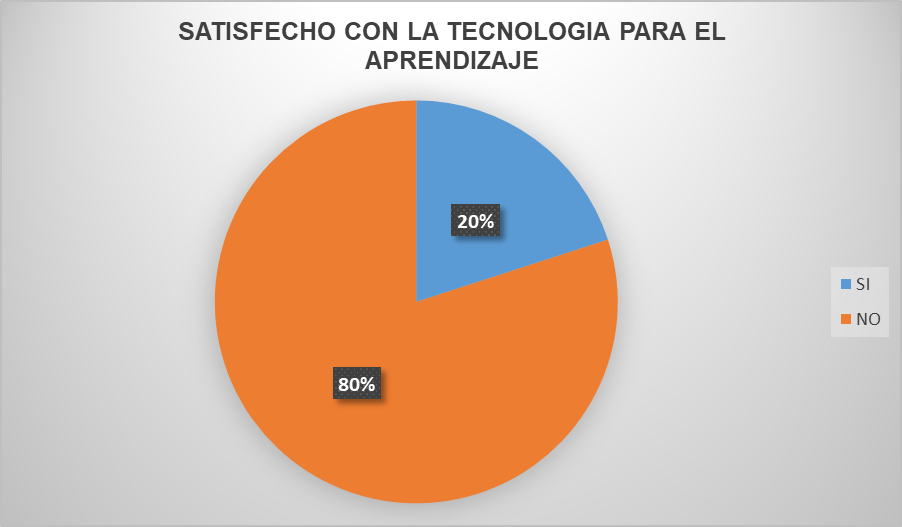 SATISFECHO CON LA TECNOLOGIA PARA EL
APRENDIZAJE
20%
80%
SI
NO